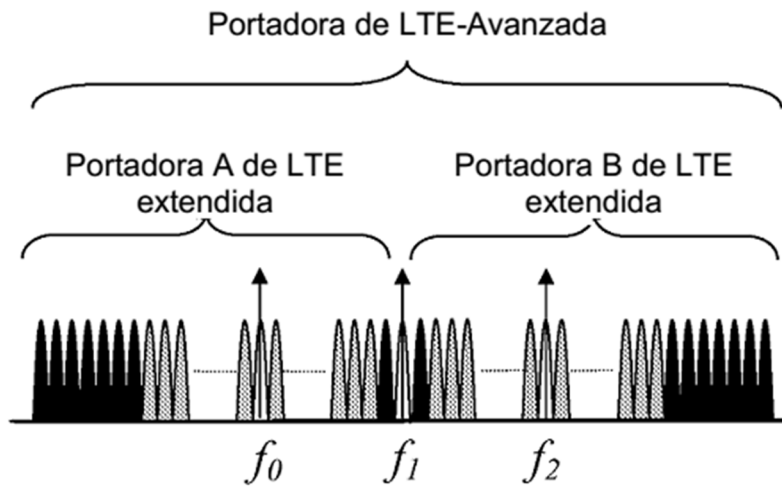 Portadora de LTE-Avanzada
Portadora A de LTE
extendida
Portadora B de LTE
extendida
f0 f1 f2